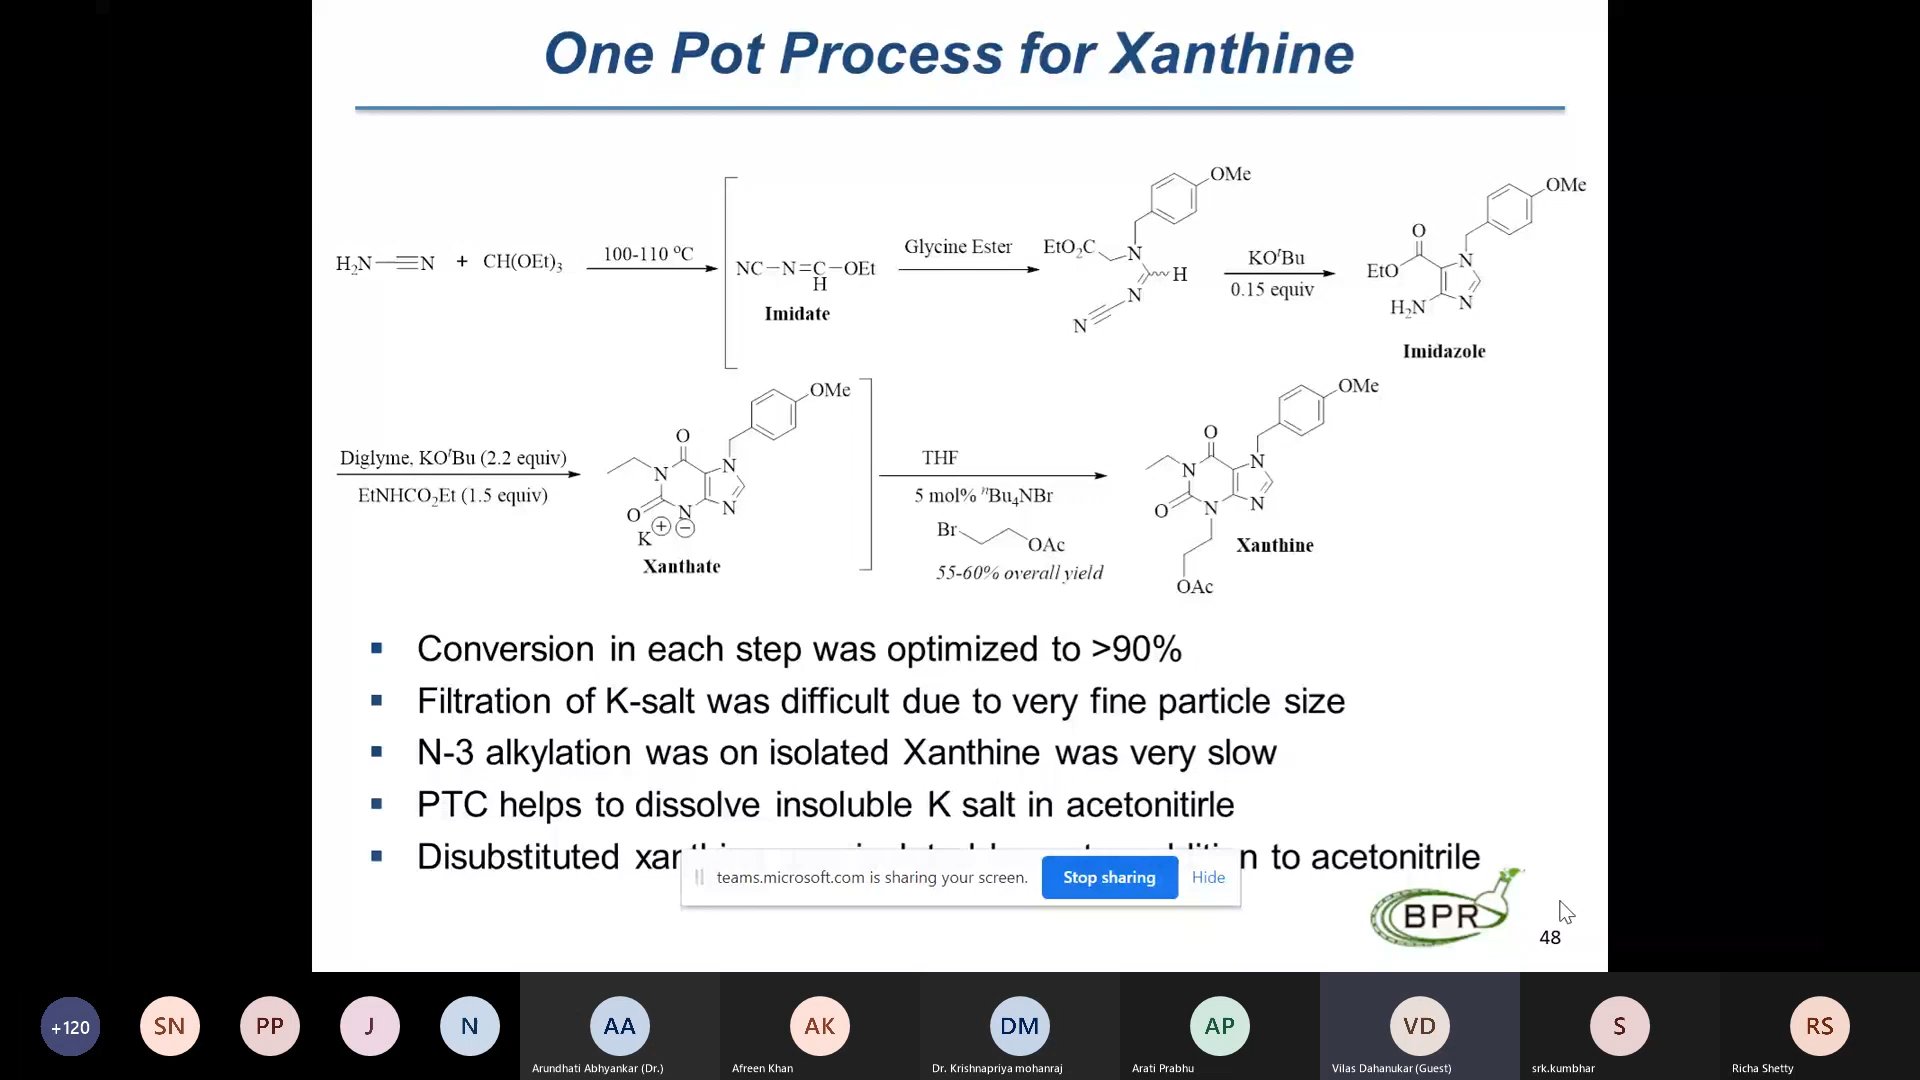 One Pot Process for Xanthine
H₂N—≡N + CH(OEt)₃ 100-110 °C NC—N=C—OEt
H
Imidate
Glycine Ester
EtO₂C N H N N OMe
KOᵗBu
0.15 equiv
EtO O H₂N N N OMe
Imidazole
Diglyme, KOᵗBu (2.2 equiv)
EtNHCO₂Et (1.5 equiv)
O N O N N N K + − OMe
Xanthate
THF
5 mol% ⁿBu₄NBr
Br OAc
55-60% overall yield
O N O N N N OMe
OAc
Xanthine
▪ Conversion in each step was optimized to >90%
▪ Filtration of K-salt was difficult due to very fine particle size
▪ N-3 alkylation was on isolated Xanthine was very slow
▪ PTC helps to dissolve insoluble K salt in acetonitirle
▪ Disubstituted to acetonitrile
teams.microsoft.com is sharing your screen. Stop sharing Hide
BPR
48
+120 SN PP J N AA AK DM AP VD S RS
Arundhati Abhyankar (Dr.) Afreen Khan Dr. Krishnapriya mohanraj Arati Prabhu Vilas Dahanukar (Guest) srk.kumbhar Richa Shetty